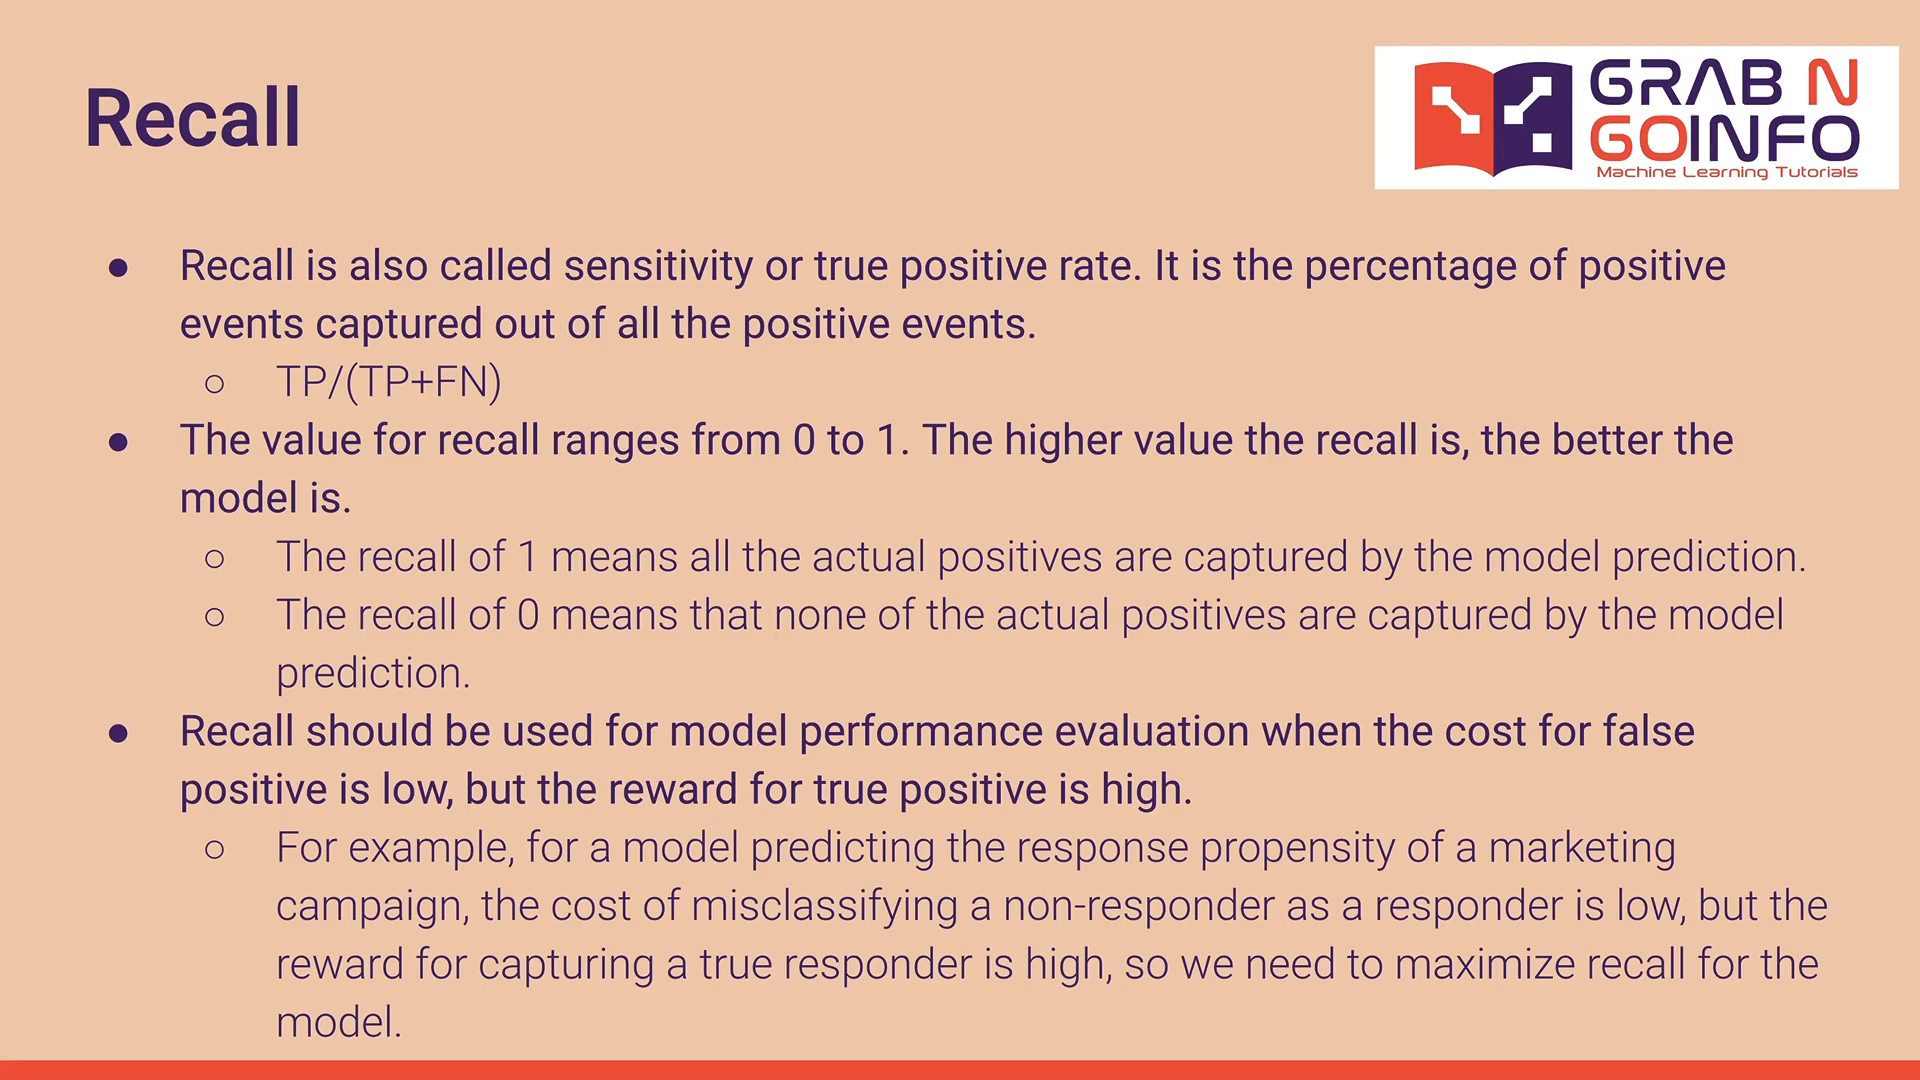 Recall
GRAB N
GOINFO
Machine Learning Tutorials
● Recall is also called sensitivity or true positive rate. It is the percentage of positive
events captured out of all the positive events.
○ TP/(TP+FN)
● The value for recall ranges from 0 to 1. The higher value the recall is, the better the
model is.
○ The recall of 1 means all the actual positives are captured by the model prediction.
○ The recall of 0 means that none of the actual positives are captured by the model
prediction.
● Recall should be used for model performance evaluation when the cost for false
positive is low, but the reward for true positive is high.
○ For example, for a model predicting the response propensity of a marketing
campaign, the cost of misclassifying a non-responder as a responder is low, but the
reward for capturing a true responder is high, so we need to maximize recall for the
model.